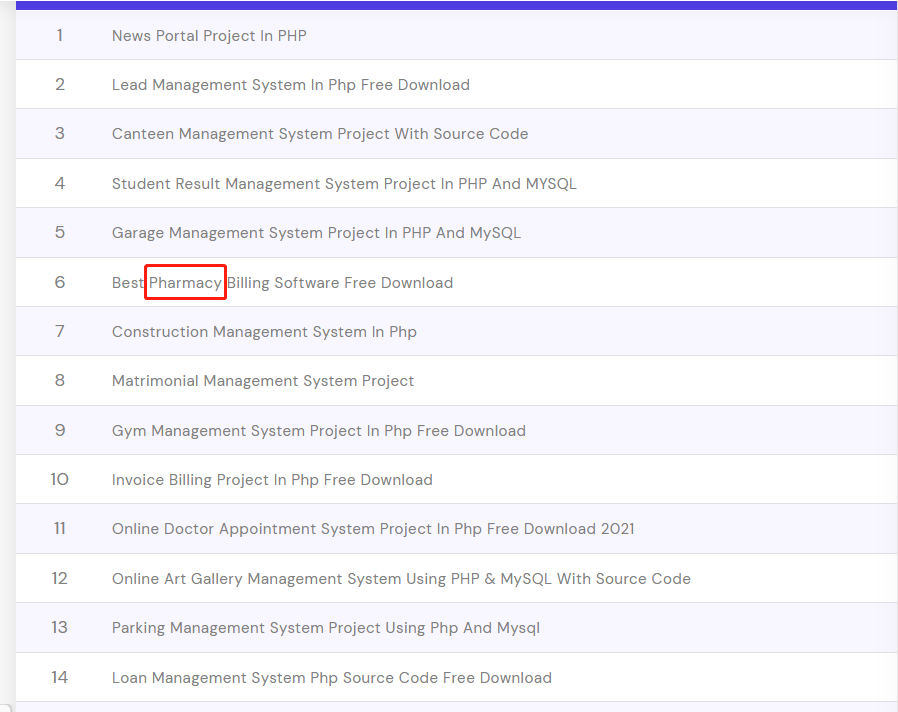 1 News Portal Project In PHP
2 Lead Management System In Php Free Download
3 Canteen Management System Project With Source Code
4 Student Result Management System Project In PHP And MYSQL
5 Garage Management System Project In PHP And MySQL
6 Best Pharmacy Billing Software Free Download
7 Construction Management System In Php
8 Matrimonial Management System Project
9 Gym Management System Project In Php Free Download
10 Invoice Billing Project In Php Free Download
11 Online Doctor Appointment System Project In Php Free Download 2021
12 Online Art Gallery Management System Using PHP & MySQL With Source Code
13 Parking Management System Project Using Php And Mysql
14 Loan Management System Php Source Code Free Download